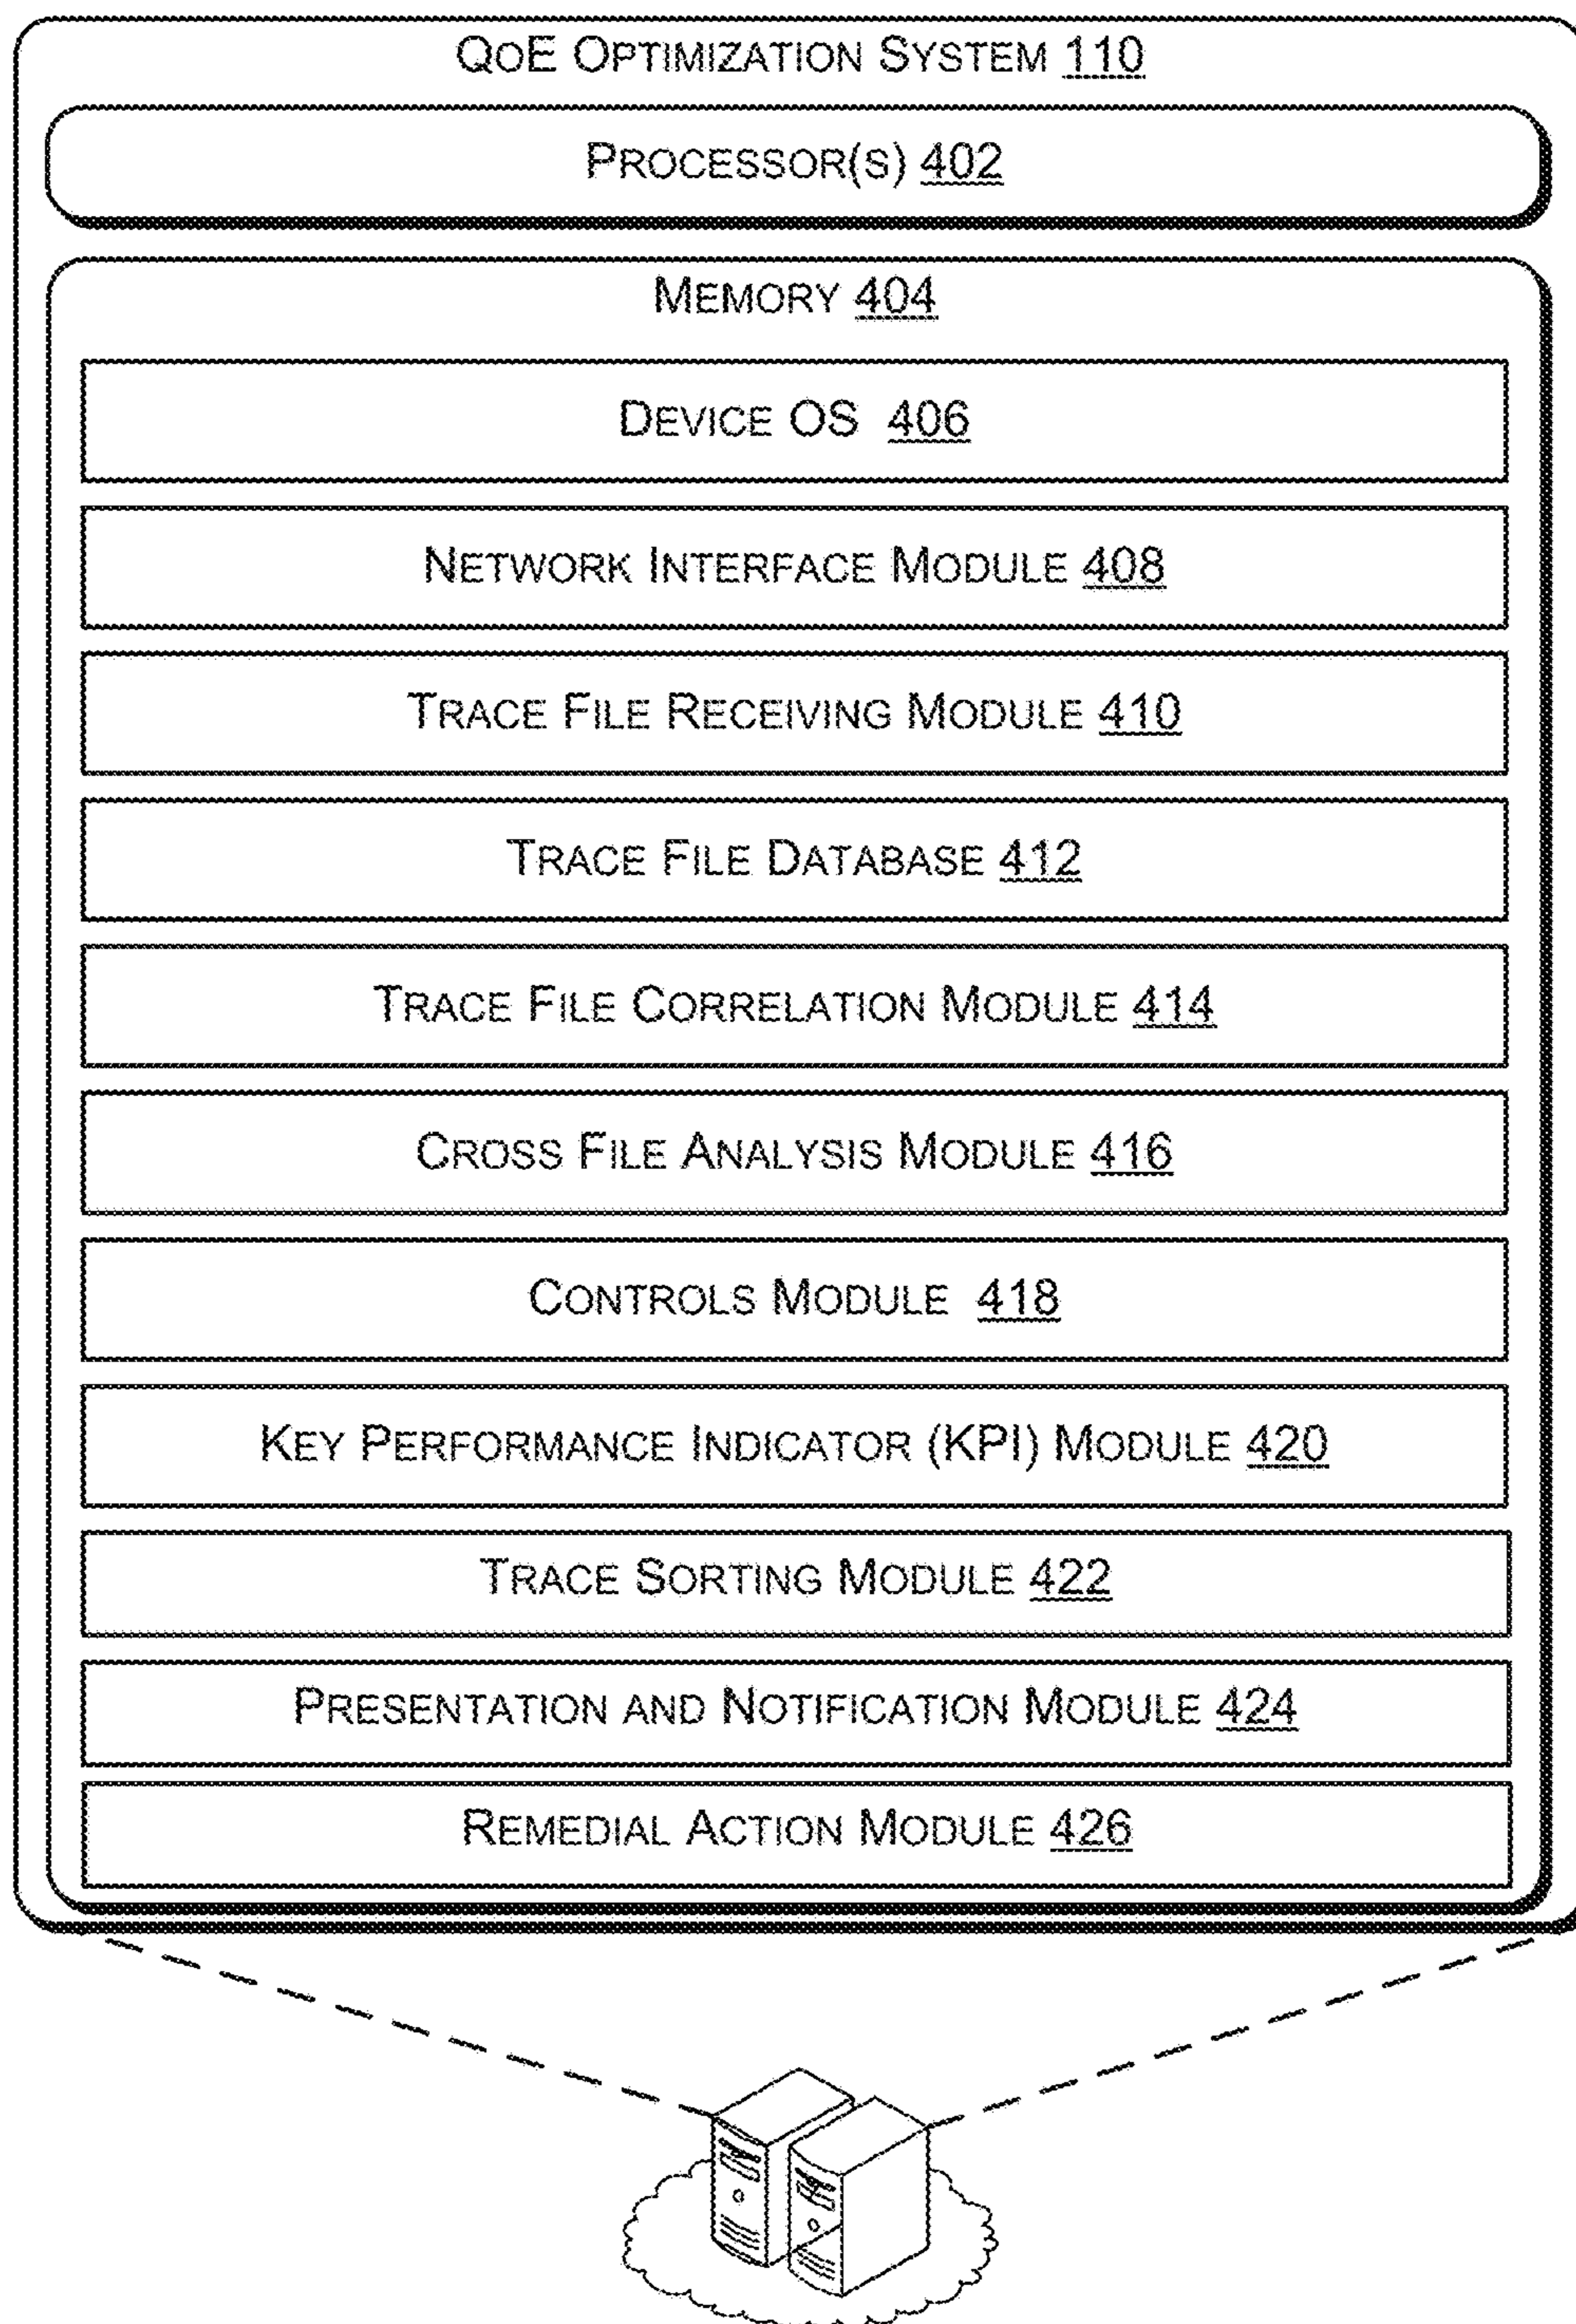 QoE Optimization System 110
Processor(s) 402
Memory 404
Device OS 406
Network Interface Module 408
Trace File Receiving Module 410
Trace File Database 412
Trace File Correlation Module 414
Cross File Analysis Module 416
Controls Module 418
Key Performance Indicator (KPI) Module 420
Trace Sorting Module 422
Presentation and Notification Module 424
Remedial Action Module 426